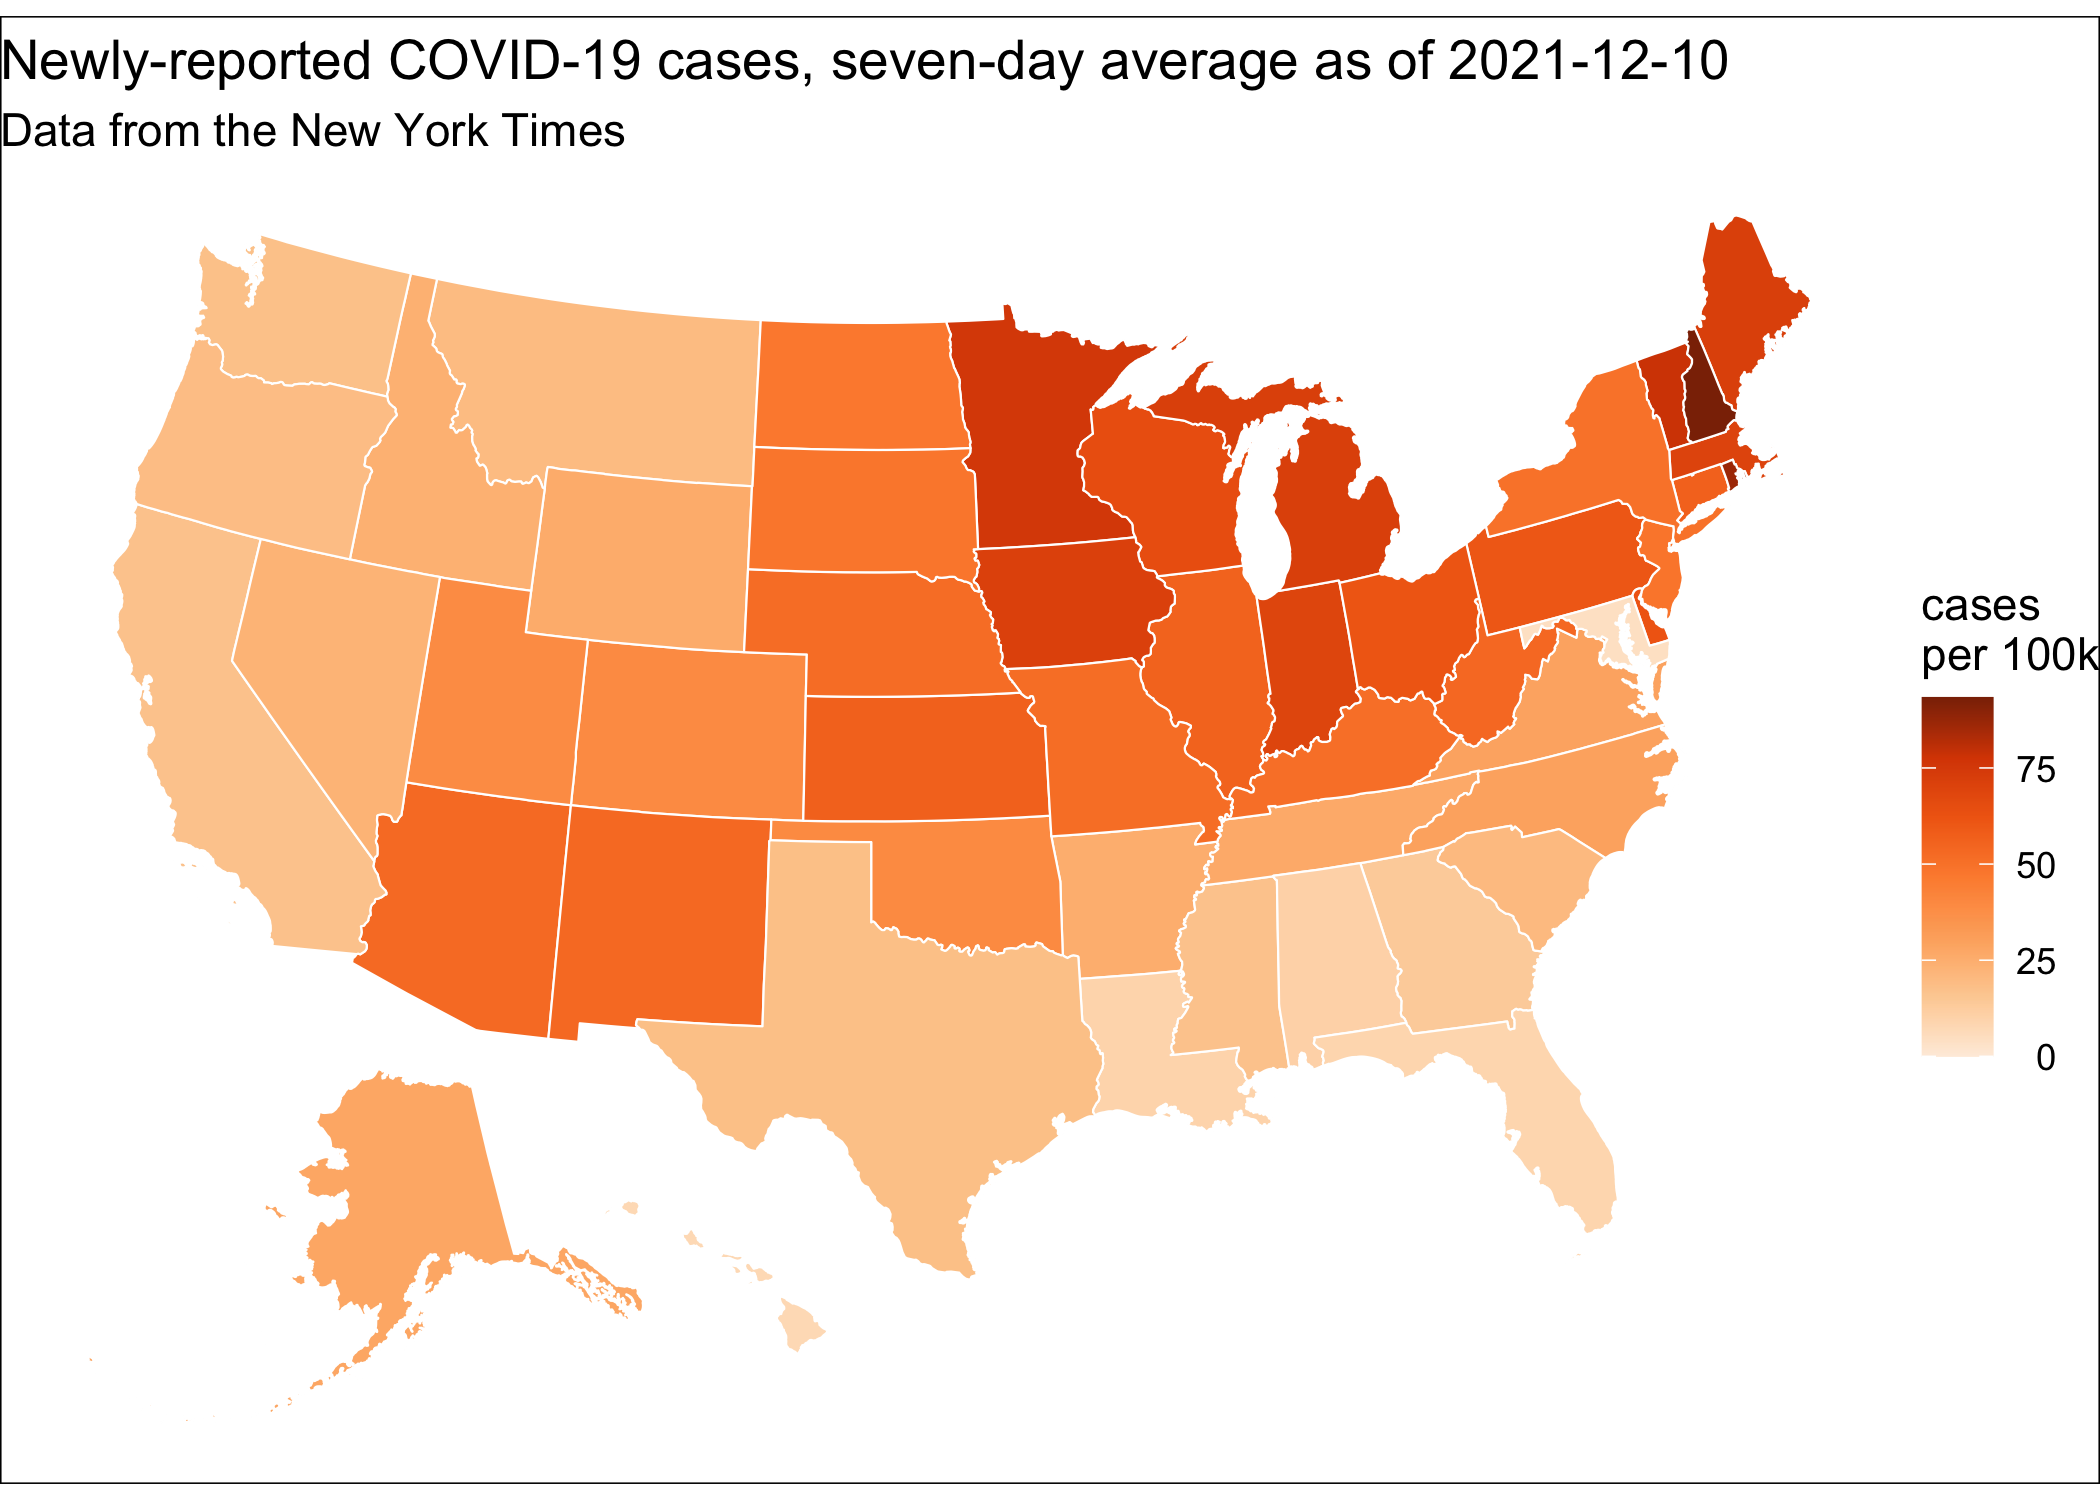 Newly-reported COVID-19 cases, seven-day average as of 2021-12-10
Data from the New York Times
cases
per 100k
75
50
25
0